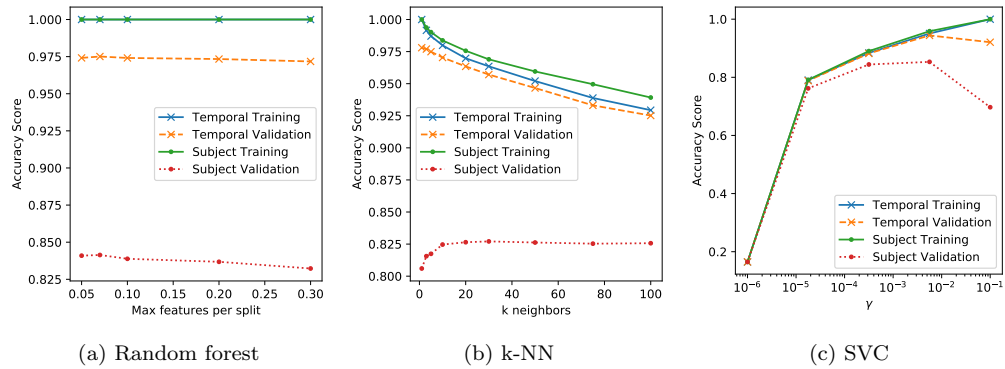 Accuracy Score
1.000
0.975
0.950
0.925
0.900
0.875
0.850
0.825
Temporal Training
Temporal Validation
Subject Training
Subject Validation
0.05 0.10 0.15 0.20 0.25 0.30
Max features per split
(a) Random forest
Accuracy Score
1.000
0.975
0.950
0.925
0.900
0.875
0.850
0.825
0.800
Temporal Training
Temporal Validation
Subject Training
Subject Validation
0 20 40 60 80 100
k neighbors
(b) k-NN
Accuracy Score
1.0
0.8
0.6
0.4
0.2
Temporal Training
Temporal Validation
Subject Training
Subject Validation
10⁻⁶ 10⁻⁵ 10⁻⁴ 10⁻³ 10⁻² 10⁻¹
γ
(c) SVC